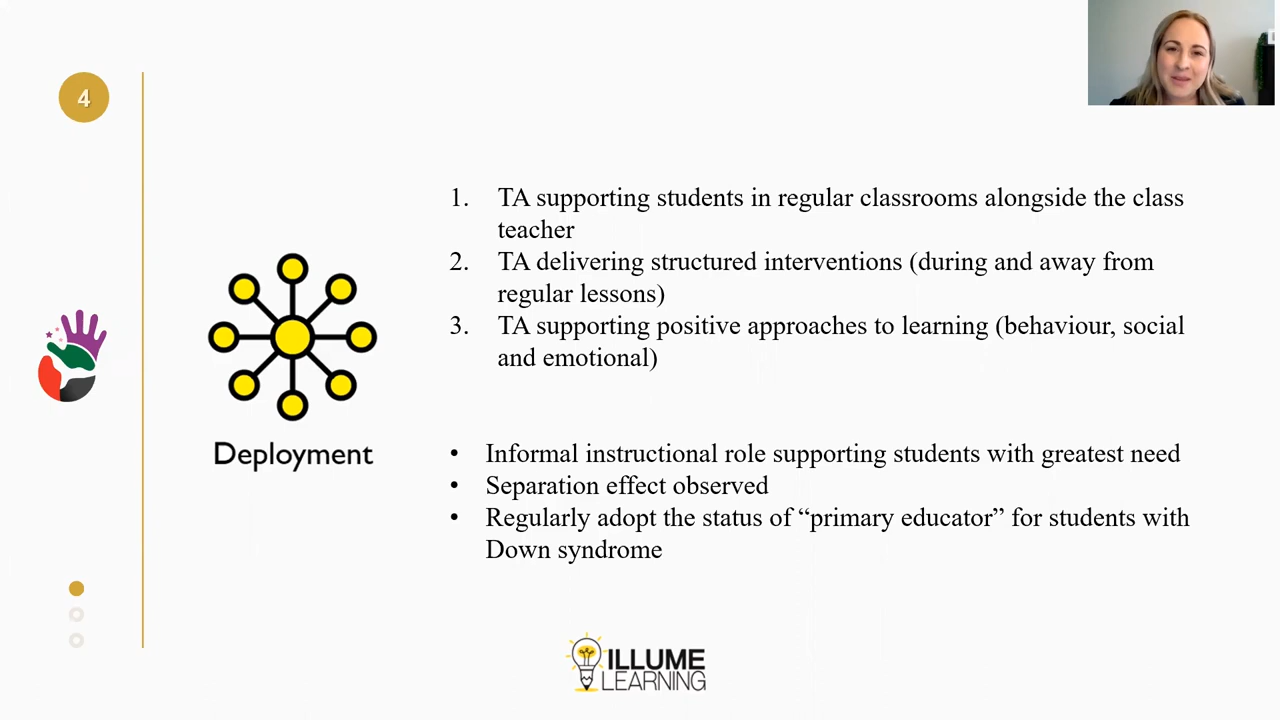 4
1. TA supporting students in regular classrooms alongside the class
teacher
2. TA delivering structured interventions (during and away from
regular lessons)
3. TA supporting positive approaches to learning (behaviour, social
and emotional)
Deployment
• Informal instructional role supporting students with greatest need
• Separation effect observed
• Regularly adopt the status of “primary educator” for students with
Down syndrome
ILLUME
LEARNING